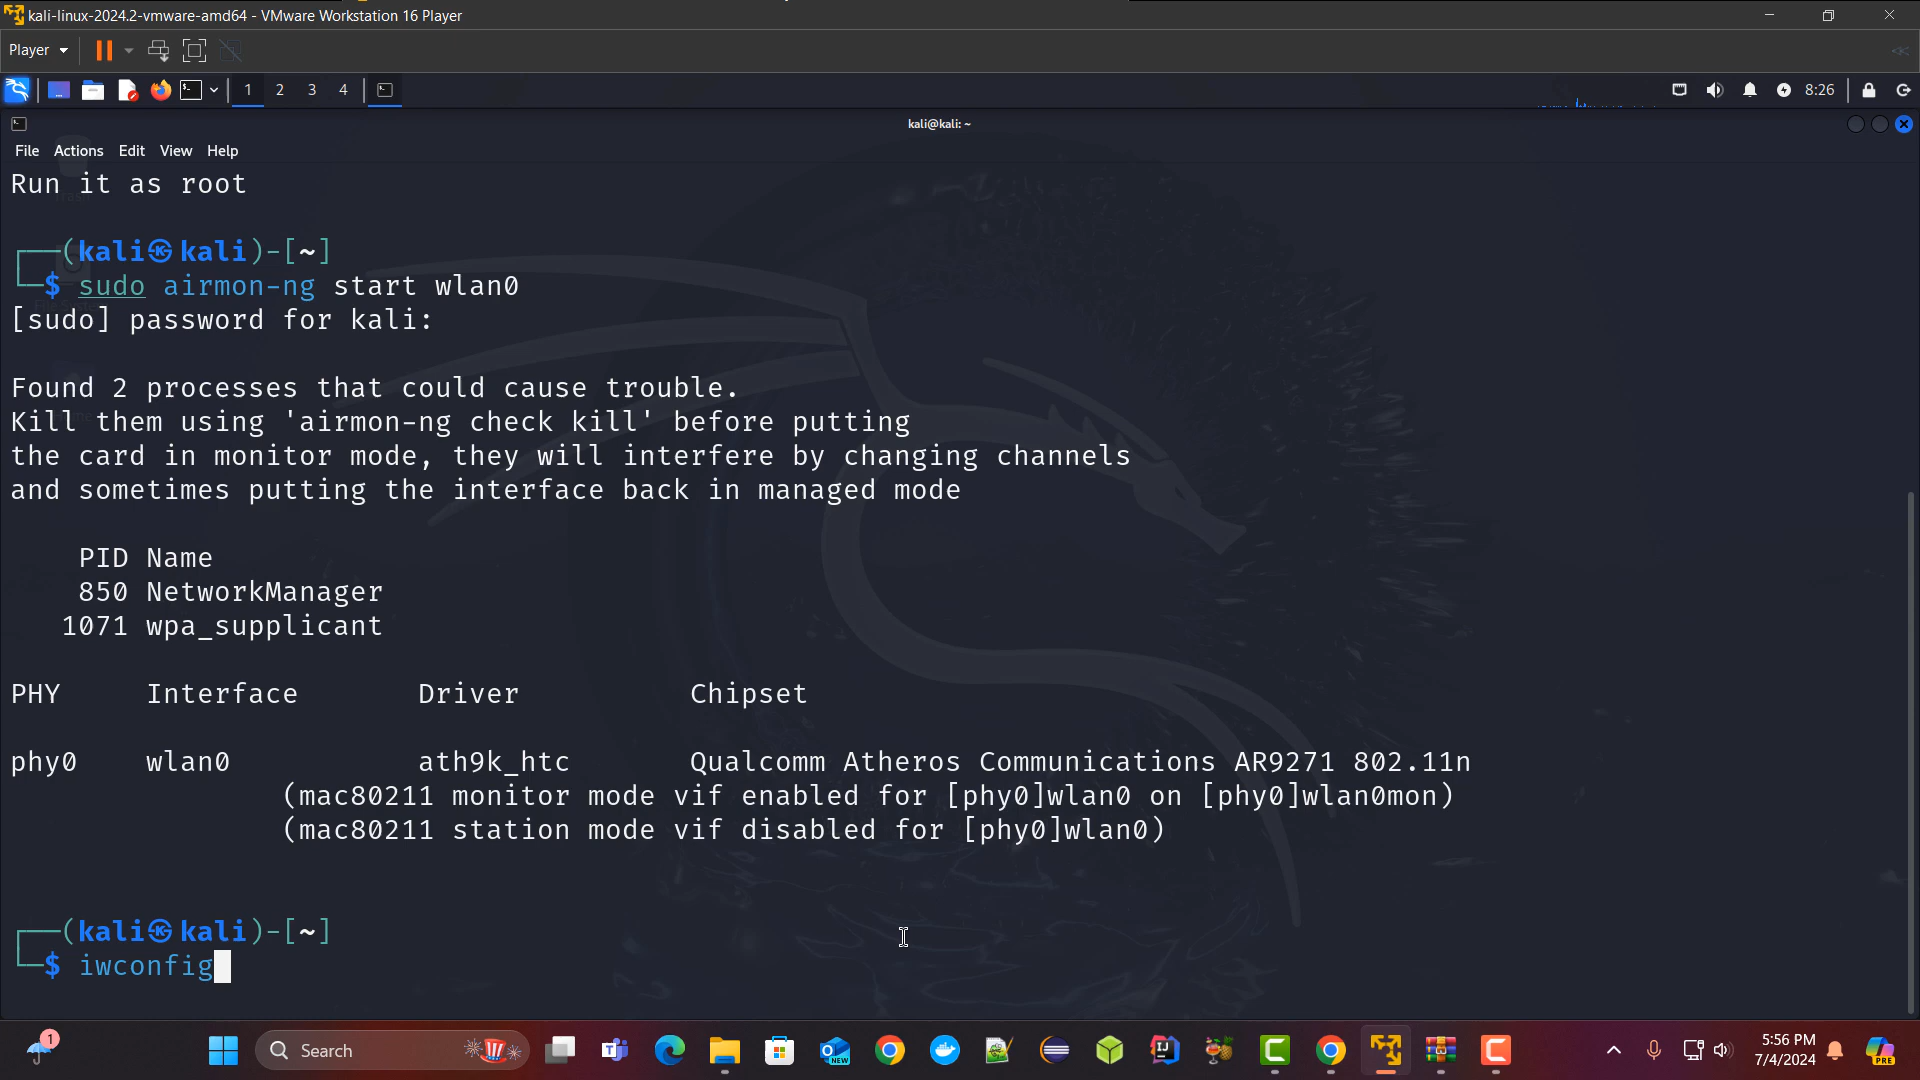 kali-linux-2024.2-vmware-amd64 - VMware Workstation 16 Player
Player
1 2 3 4
8:26
kali@kali: ~
File Actions Edit View Help
Run it as root
┌──(kali㉿kali)-[~]
└─$ sudo airmon-ng start wlan0
[sudo] password for kali:
Found 2 processes that could cause trouble.
Kill them using 'airmon-ng check kill' before putting
the card in monitor mode, they will interfere by changing channels
and sometimes putting the interface back in managed mode
PID Name
850 NetworkManager
1071 wpa_supplicant
PHY Interface Driver Chipset
phy0 wlan0 ath9k_htc Qualcomm Atheros Communications AR9271 802.11n
(mac80211 monitor mode vif enabled for [phy0]wlan0 on [phy0]wlan0mon)
(mac80211 station mode vif disabled for [phy0]wlan0)
┌──(kali㉿kali)-[~]
└─$ iwconfig
1
Search
NEW
IJ
PRE
5:56 PM
7/4/2024